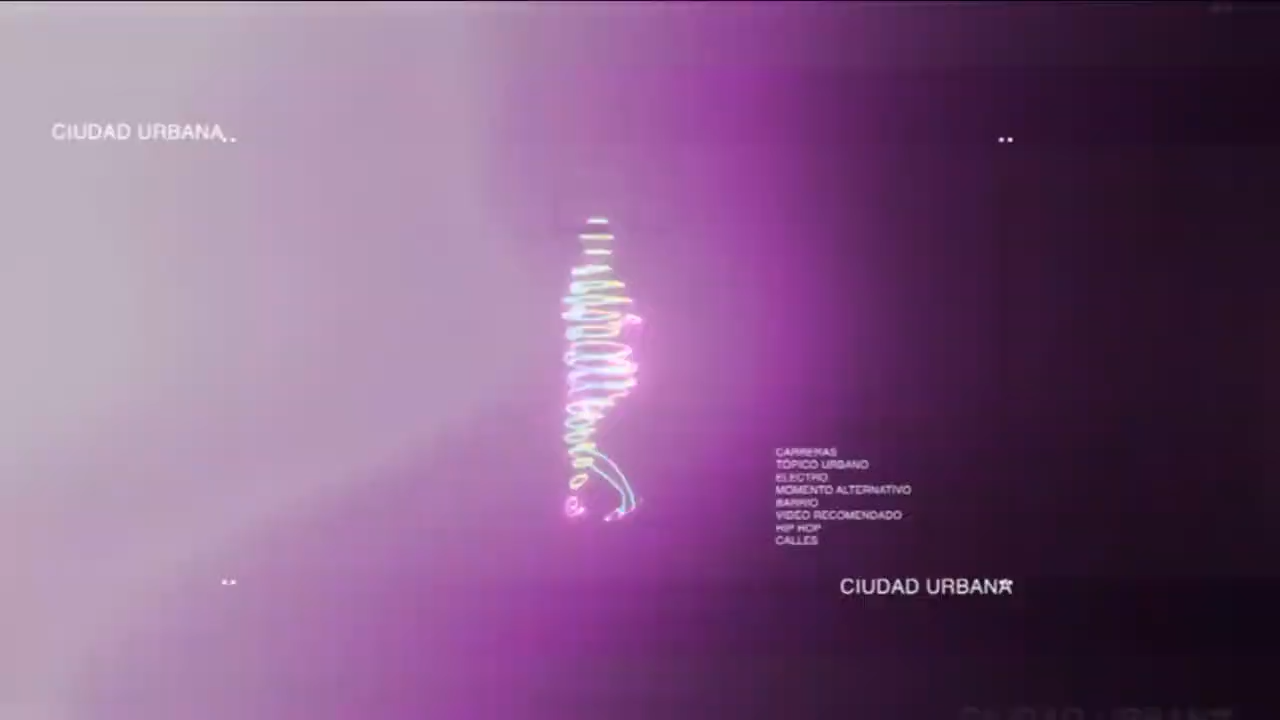 CIUDAD URBANA
CARRERAS
TÓPICO URBANO
ELECTRO
MOMENTO ALTERNATIVO
BARRIO
VIDEO RECOMENDADO
HIP HOP
CALLES
CIUDAD URBANA